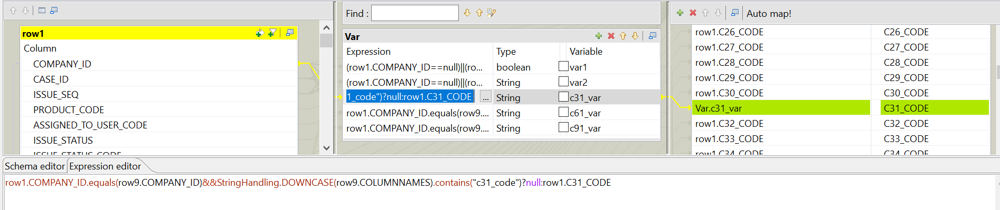 Find :
Auto map!
row1
Column
COMPANY_ID
CASE_ID
ISSUE_SEQ
PRODUCT_CODE
ASSIGNED_TO_USER_CODE
ISSUE_STATUS
ISSUE_STATUS_CODE
Var
Expression Type Variable
(row1.COMPANY_ID==null)||(ro... boolean var1
(row1.COMPANY_ID==null)||(ro... String var2
1_code")?null:row1.C31_CODE ... String c31_var
row1.COMPANY_ID.equals(row9.... String c61_var
row1.COMPANY_ID.equals(row9.... String c91_var
row1.C26_CODE C26_CODE
row1.C27_CODE C27_CODE
row1.C28_CODE C28_CODE
row1.C29_CODE C29_CODE
row1.C30_CODE C30_CODE
Var.c31_var C31_CODE
row1.C32_CODE C32_CODE
row1.C33_CODE C33_CODE
row1.C34_CODE C34_CODE
Schema editor Expression editor
row1.COMPANY_ID.equals(row9.COMPANY_ID)&&StringHandling.DOWNCASE(row9.COLUMNNAMES).contains("c31_code")?null:row1.C31_CODE